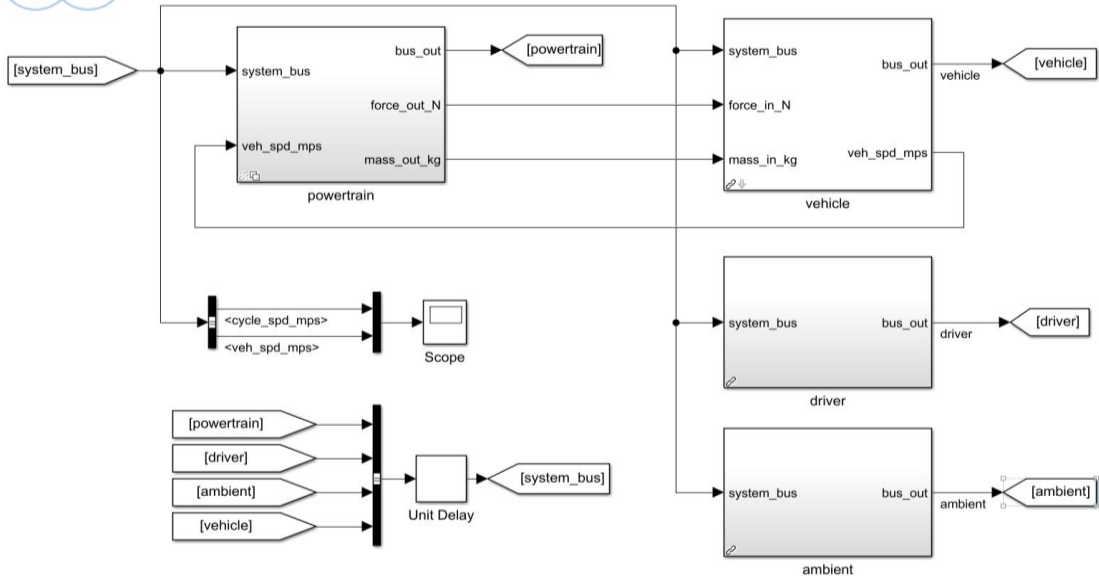 [system_bus]
system_bus
veh_spd_mps
bus_out
force_out_N
mass_out_kg
powertrain
[powertrain]
system_bus
force_in_N
mass_in_kg
bus_out
veh_spd_mps
vehicle
vehicle
[vehicle]
<cycle_spd_mps>
<veh_spd_mps>
Scope
system_bus
bus_out
driver
driver
[driver]
[powertrain]
[driver]
[ambient]
[vehicle]
Unit Delay
[system_bus]
system_bus
bus_out
ambient
ambient
[ambient]